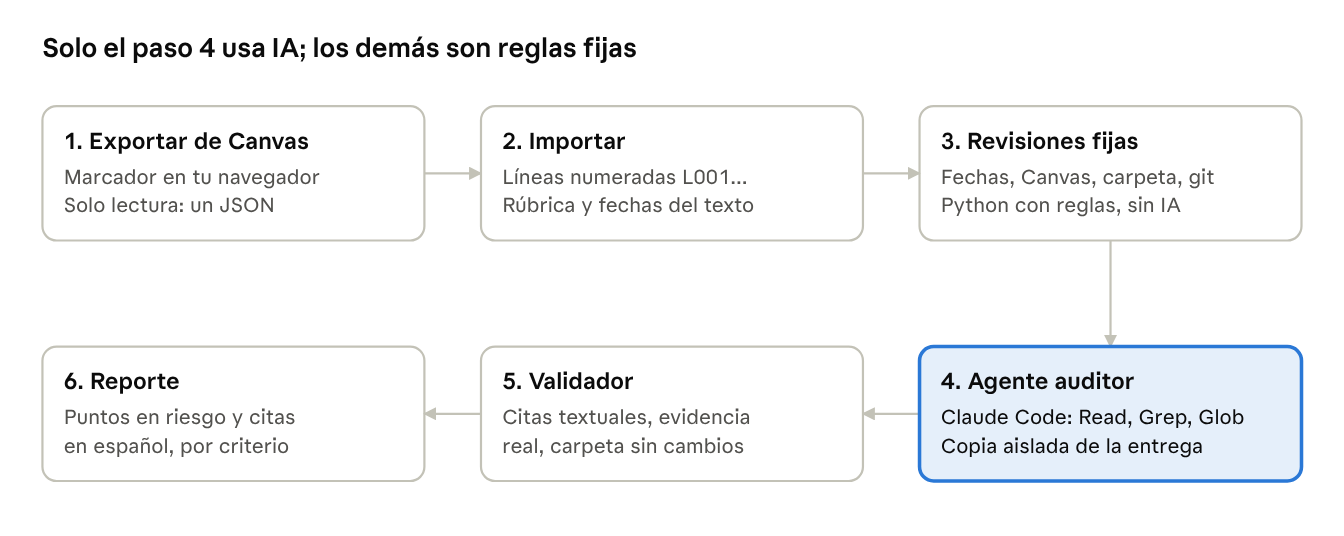 Solo el paso 4 usa IA; los demás son reglas fijas
1. Exportar de Canvas
Marcador en tu navegador
Solo lectura: un JSON
2. Importar
Líneas numeradas L001...
Rúbrica y fechas del texto
3. Revisiones fijas
Fechas, Canvas, carpeta, git
Python con reglas, sin IA
4. Agente auditor
Claude Code: Read, Grep, Glob
Copia aislada de la entrega
5. Validador
Citas textuales, evidencia
real, carpeta sin cambios
6. Reporte
Puntos en riesgo y citas
en español, por criterio